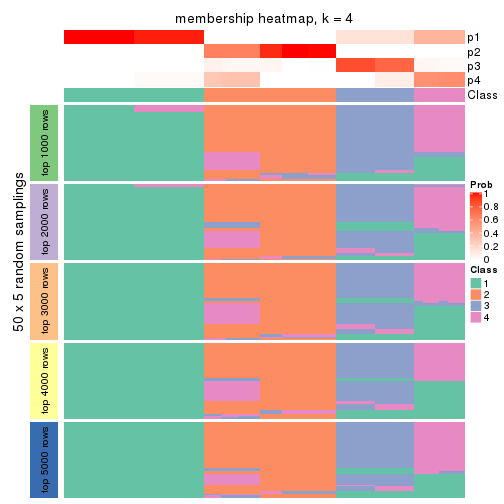 membership heatmap, k = 4
p1
p2
p3
p4
Class
50 x 5 random samplings
top 1000 rows
top 2000 rows
top 3000 rows
top 4000 rows
top 5000 rows
Prob
1
0.8
0.6
0.4
0.2
0
Class
1
2
3
4